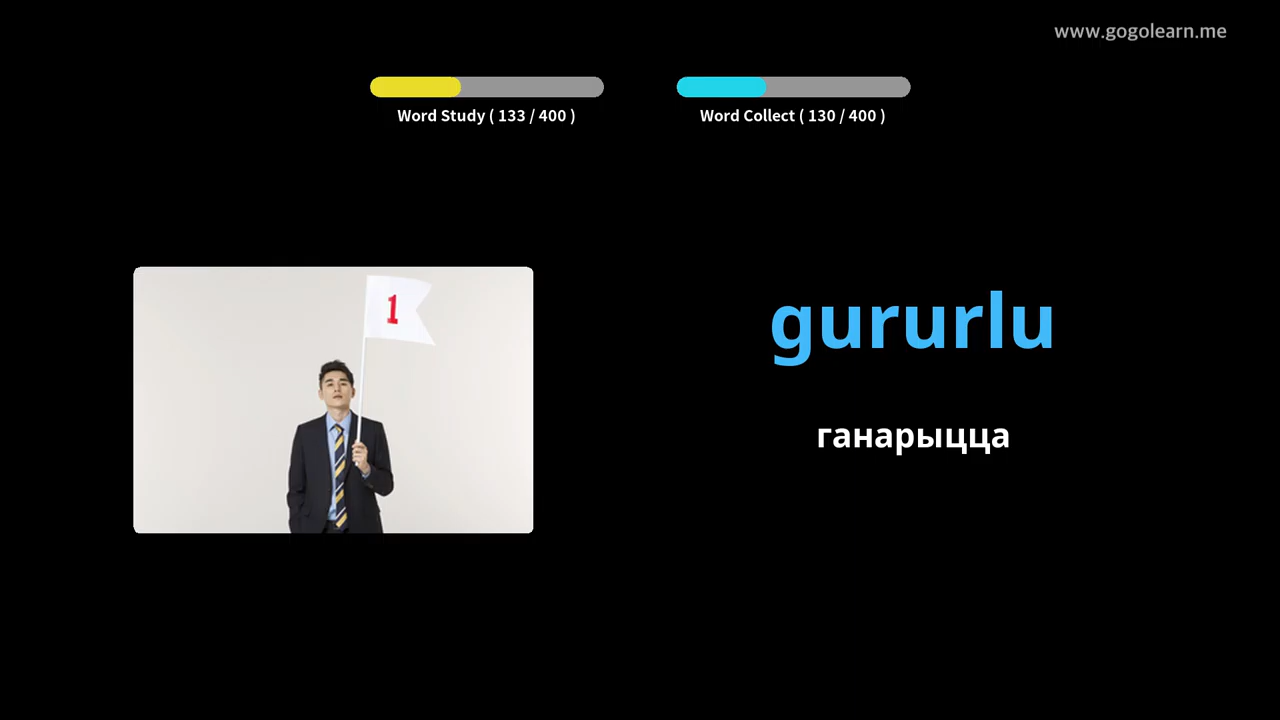 www.gogolearn.me
Word Study ( 133 / 400 )
Word Collect ( 130 / 400 )
1
gururlu
ганарыцца